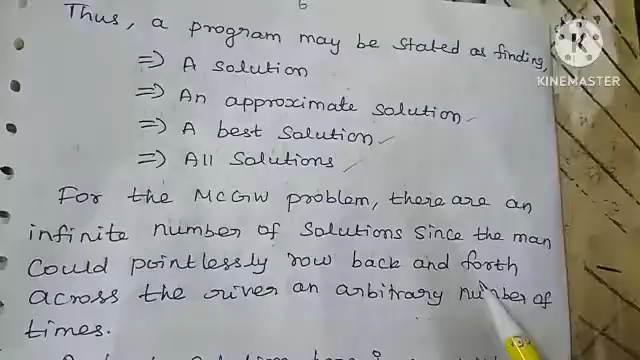 6
Thus, a program may be stated as finding,
=> A solution
=> An approximate solution
=> A best solution
=> All solutions
KINEMASTER
For the MCGW problem, there are an
infinite number of solutions since the man
could pointlessly row back and forth
across the river an arbitrary number of
times.